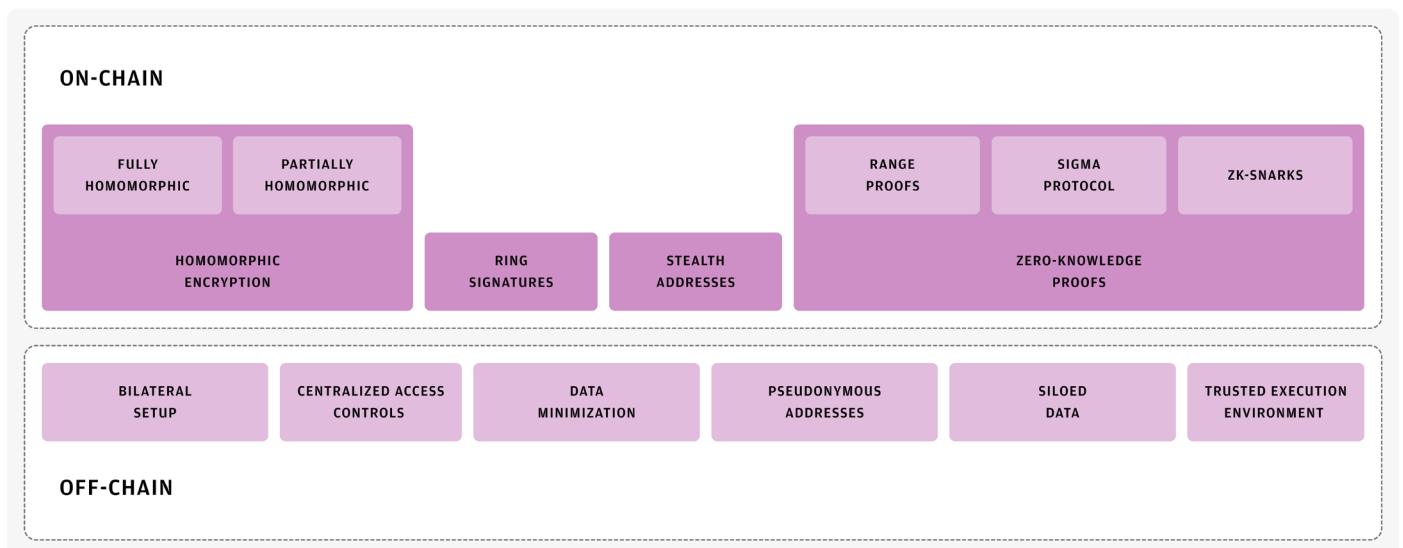 ON-CHAIN
FULLY
HOMOMORPHIC
PARTIALLY
HOMOMORPHIC
HOMOMORPHIC
ENCRYPTION
RING
SIGNATURES
STEALTH
ADDRESSES
RANGE
PROOFS
SIGMA
PROTOCOL
ZK-SNARKS
ZERO-KNOWLEDGE
PROOFS
BILATERAL
SETUP
CENTRALIZED ACCESS
CONTROLS
DATA
MINIMIZATION
PSEUDONYMOUS
ADDRESSES
SILOED
DATA
TRUSTED EXECUTION
ENVIRONMENT
OFF-CHAIN